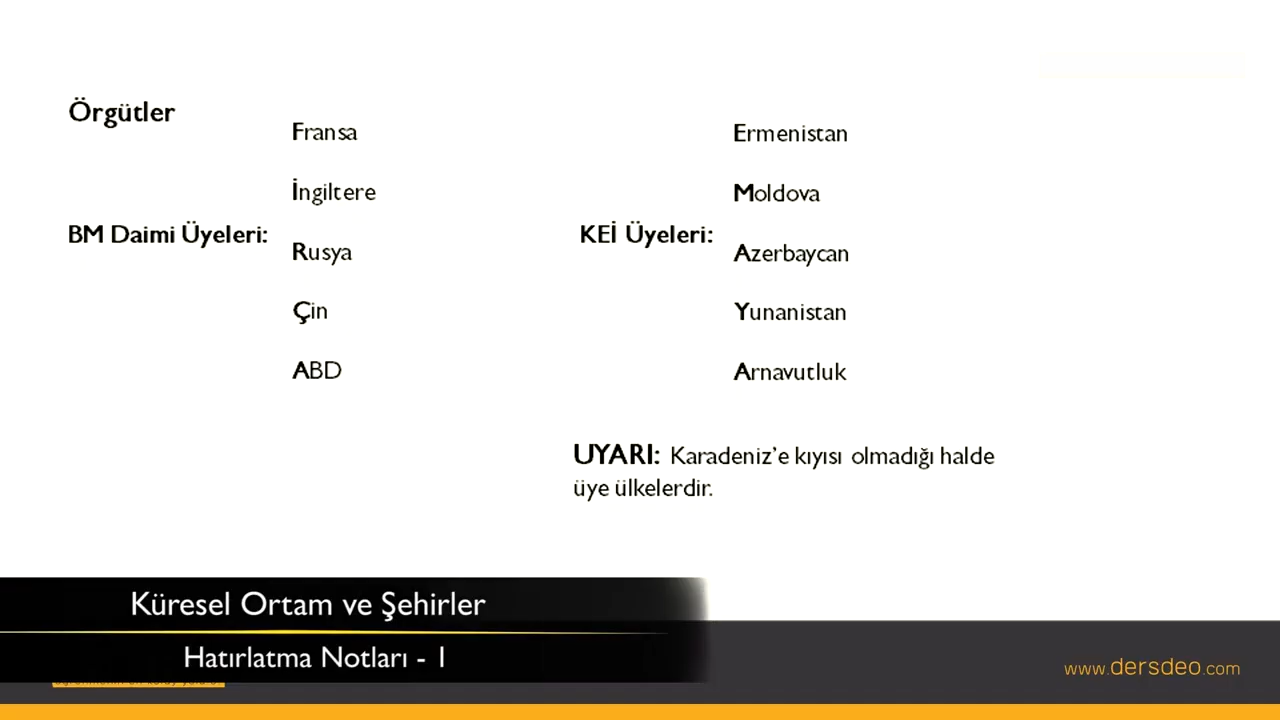 Örgütler
BM Daimi Üyeleri:
Fransa
İngiltere
Rusya
Çin
ABD
KEİ Üyeleri:
Ermenistan
Moldova
Azerbaycan
Yunanistan
Arnavutluk
UYARI: Karadeniz'e kıyısı olmadığı halde
üye ülkelerdir.
Küresel Ortam ve Şehirler
Hatırlatma Notları - 1
www.dersdeo.com